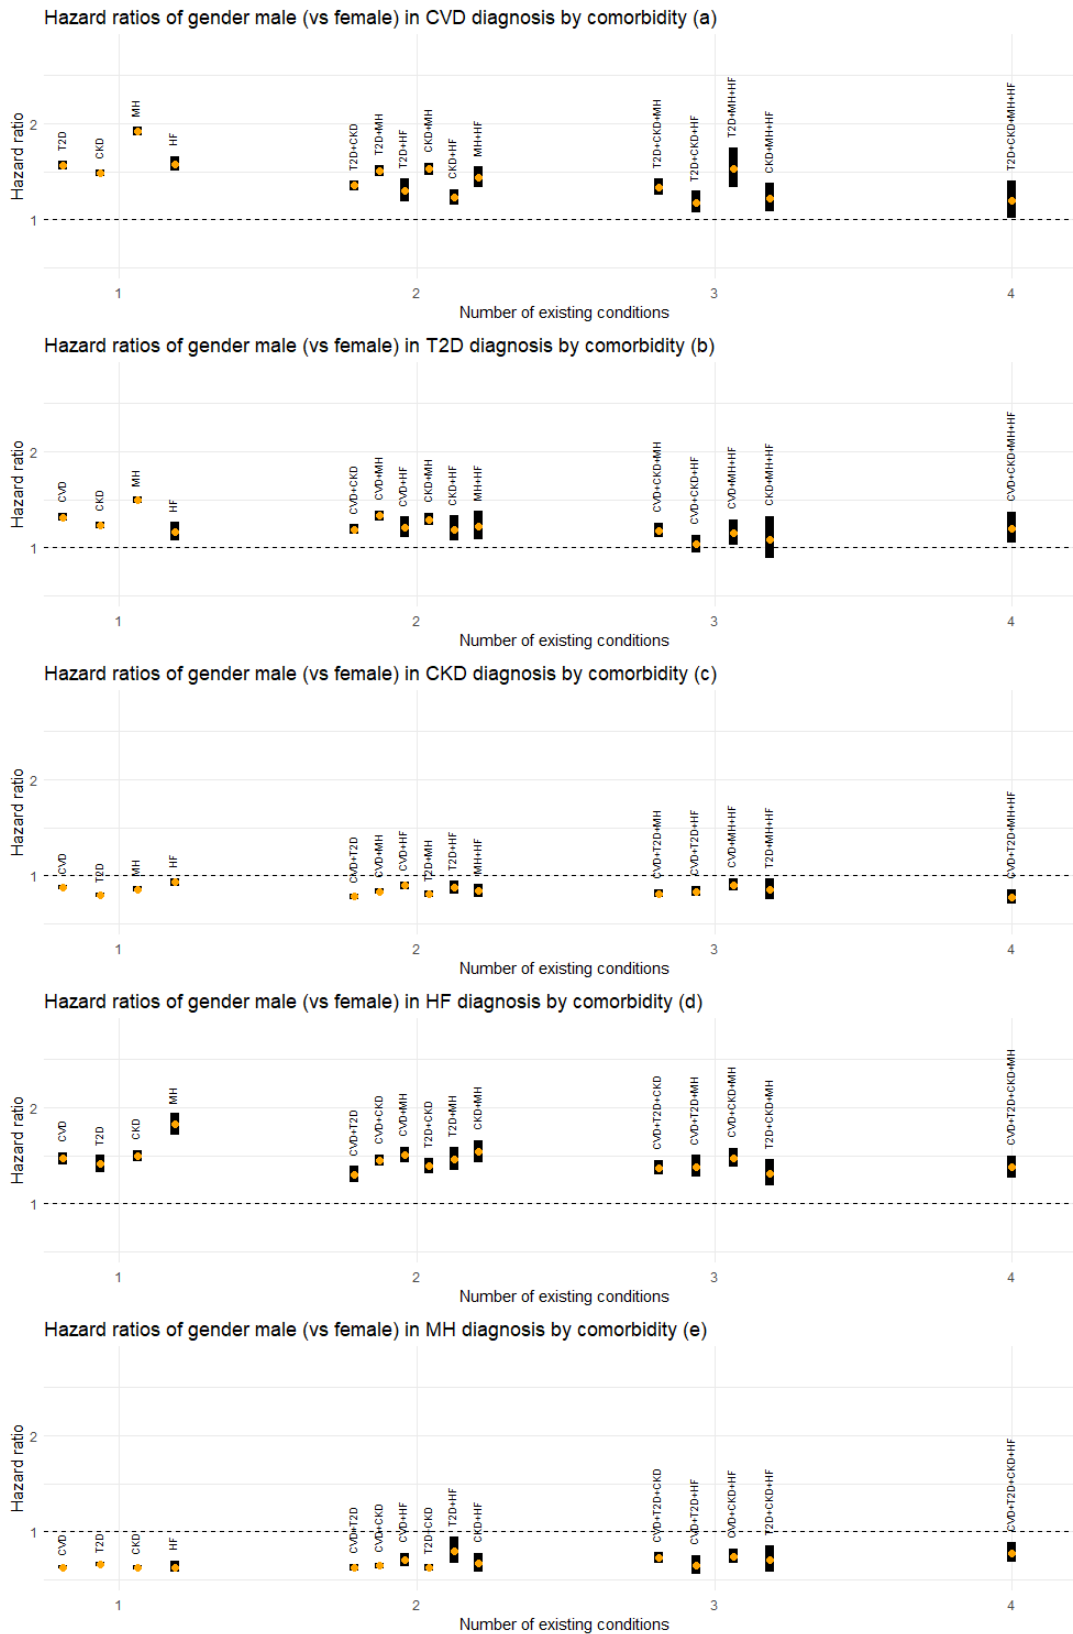 Hazard ratios of gender male (vs female) in CVD diagnosis by comorbidity (a)
Hazard ratio
2
1
T2D
CKD
MH
HF
T2D+CKD
T2D+MH
T2D+HF
CKD+MH
CKD+HF
MH+HF
T2D+CKD+MH
T2D+CKD+HF
T2D+MH+HF
CKD+MH+HF
T2D+CKD+MH+HF
1 2 3 4
Number of existing conditions
Hazard ratios of gender male (vs female) in T2D diagnosis by comorbidity (b)
Hazard ratio
2
1
CVD
CKD
MH
HF
CVD+CKD
CVD+MH
CVD+HF
CKD+MH
CKD+HF
MH+HF
CVD+CKD+MH
CVD+CKD+HF
CVD+MH+HF
CKD+MH+HF
CVD+CKD+MH+HF
1 2 3 4
Number of existing conditions
Hazard ratios of gender male (vs female) in CKD diagnosis by comorbidity (c)
Hazard ratio
2
1
CVD
T2D
MH
HF
CVD+T2D
CVD+MH
CVD+HF
T2D+MH
T2D+HF
MH+HF
CVD+T2D+MH
CVD+T2D+HF
CVD+MH+HF
T2D+MH+HF
CVD+T2D+MH+HF
1 2 3 4
Number of existing conditions
Hazard ratios of gender male (vs female) in HF diagnosis by comorbidity (d)
Hazard ratio
2
1
CVD
T2D
CKD
MH
CVD+T2D
CVD+CKD
CVD+MH
T2D+CKD
T2D+MH
CKD+MH
CVD+T2D+CKD
CVD+T2D+MH
CVD+CKD+MH
T2D+CKD+MH
CVD+T2D+CKD+MH
1 2 3 4
Number of existing conditions
Hazard ratios of gender male (vs female) in MH diagnosis by comorbidity (e)
Hazard ratio
2
1
CVD
T2D
CKD
HF
CVD+T2D
CVD+CKD
CVD+HF
T2D+CKD
T2D+HF
CKD+HF
CVD+T2D+CKD
CVD+T2D+HF
CVD+CKD+HF
T2D+CKD+HF
CVD+T2D+CKD+HF
1 2 3 4
Number of existing conditions